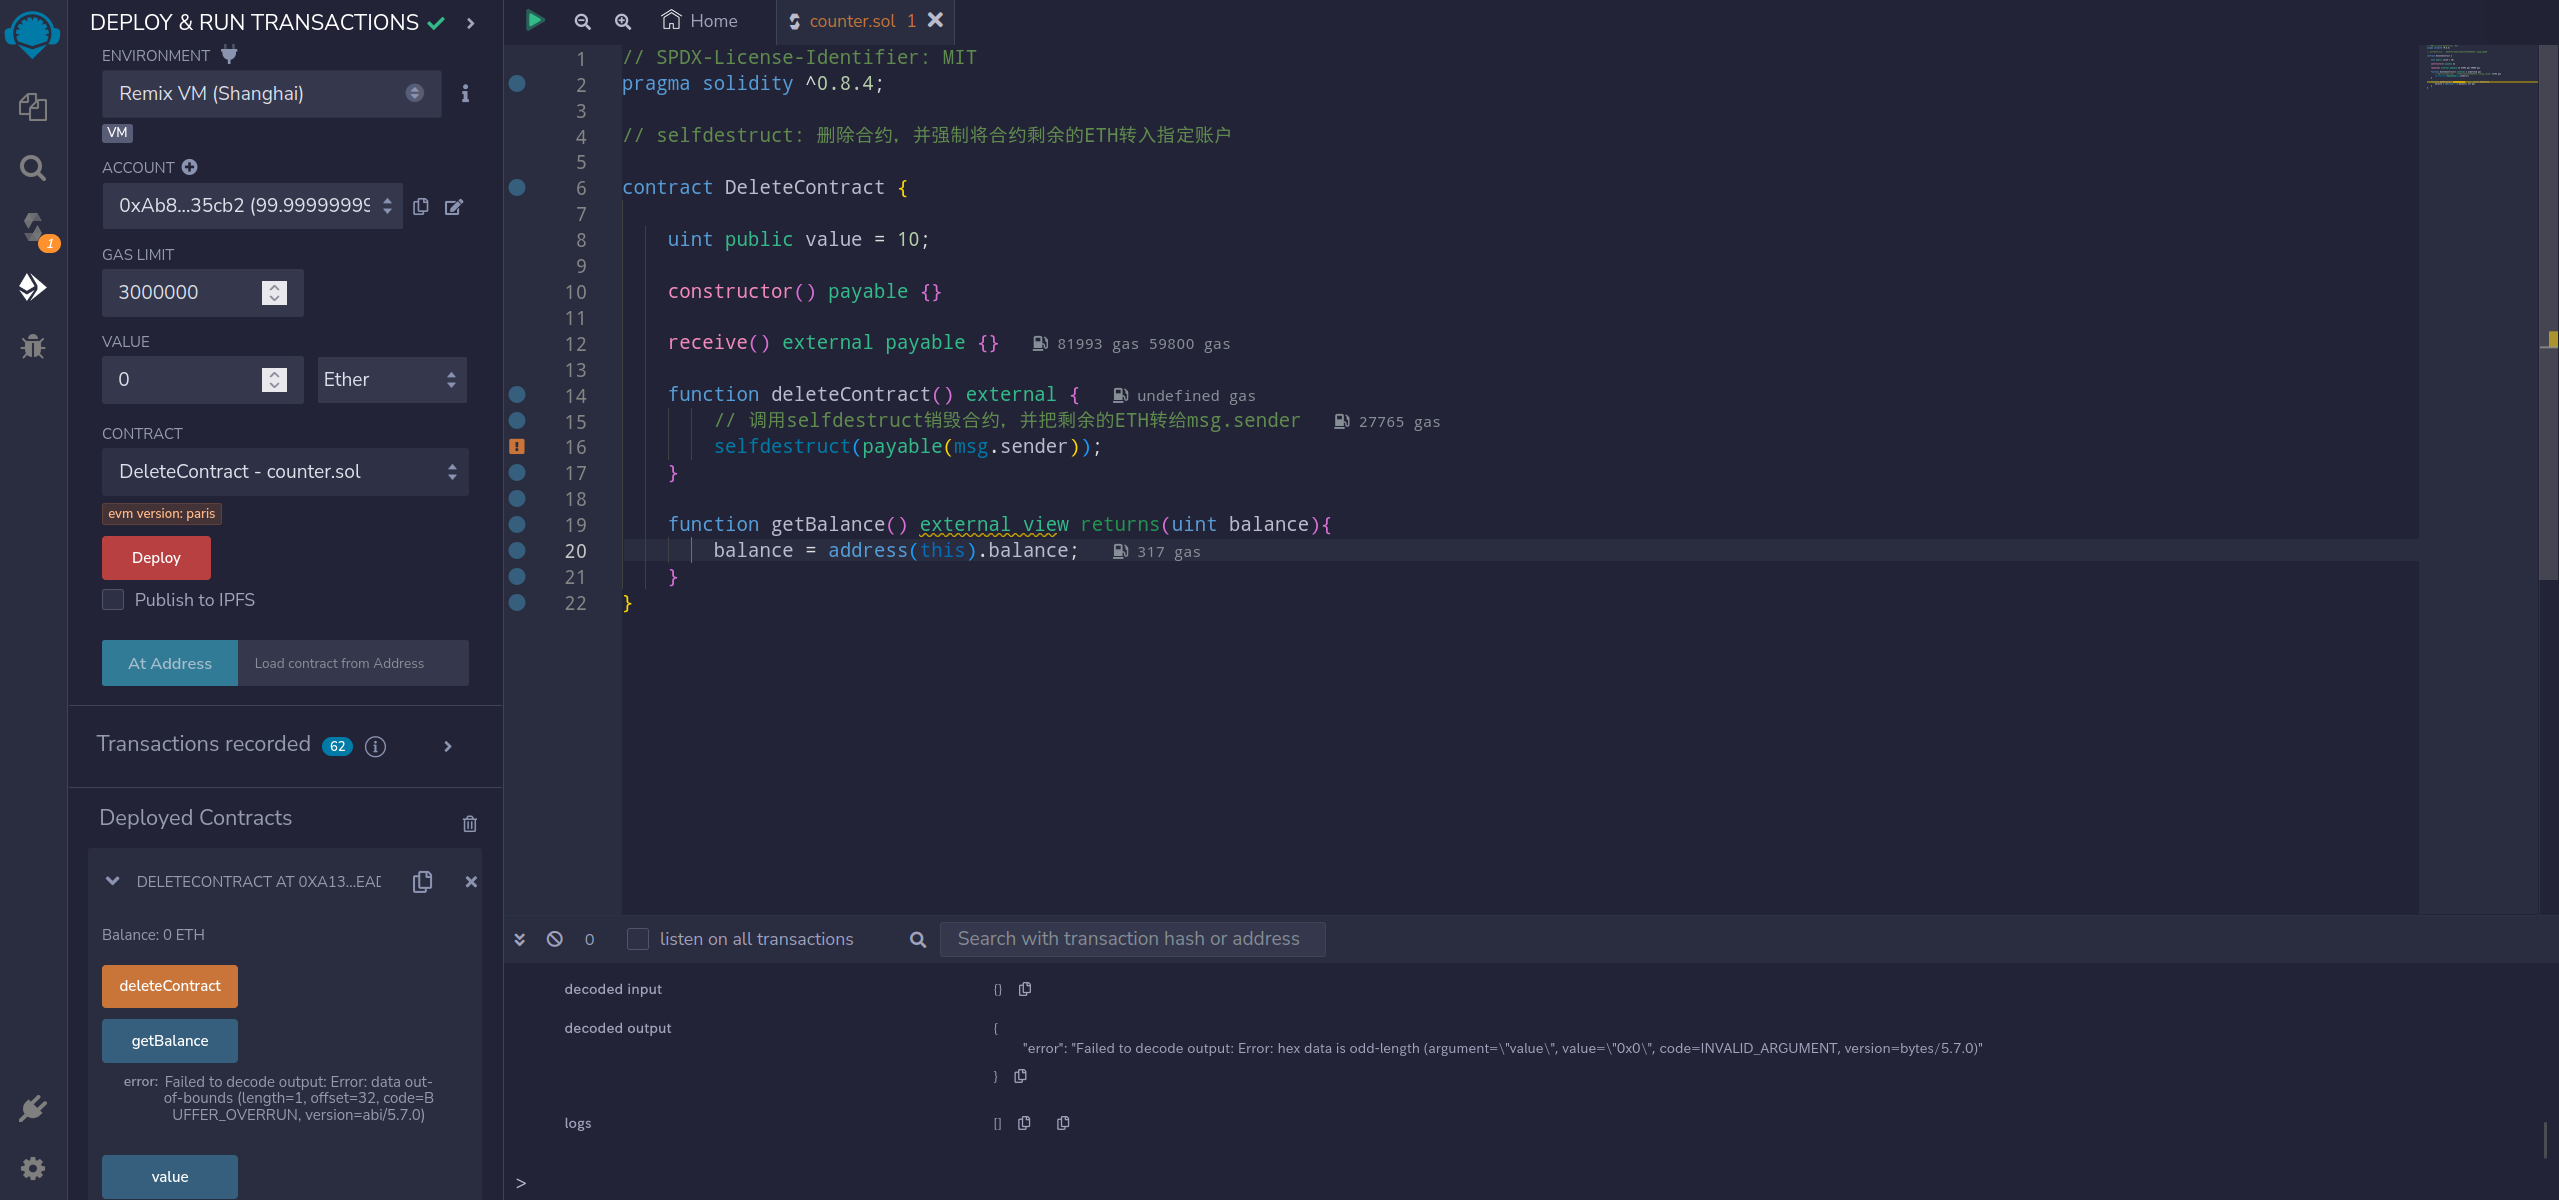 DEPLOY & RUN TRANSACTIONS
ENVIRONMENT
Remix VM (Shanghai)
VM
ACCOUNT
0xAb8...35cb2 (99.99999999
1
GAS LIMIT
3000000
VALUE
0
Ether
CONTRACT
DeleteContract - counter.sol
evm version: paris
Deploy
Publish to IPFS
At Address
Load contract from Address
Transactions recorded 62
Deployed Contracts
DELETECONTRACT AT 0XA13...EAD
Balance: 0 ETH
deleteContract
getBalance
error: Failed to decode output: Error: data out-
of-bounds (length=1, offset=32, code=B
UFFER_OVERRUN, version=abi/5.7.0)
value
Home
counter.sol 1
1 // SPDX-License-Identifier: MIT
2 pragma solidity ^0.8.4;
3
4 // selfdestruct: 删除合约，并强制将合约剩余的ETH转入指定账户
5
6 contract DeleteContract {
7
8 uint public value = 10;
9
10 constructor() payable {}
11
12 receive() external payable {} 81993 gas 59800 gas
13
14 function deleteContract() external { undefined gas
15 // 调用selfdestruct销毁合约，并把剩余的ETH转给msg.sender 27765 gas
16 selfdestruct(payable(msg.sender));
17 }
18
19 function getBalance() external view returns(uint balance){
20 balance = address(this).balance; 317 gas
21 }
22 }
0
listen on all transactions
Search with transaction hash or address
decoded input {}
decoded output {
"error": "Failed to decode output: Error: hex data is odd-length (argument=\"value\", value=\"0x0\", code=INVALID_ARGUMENT, version=bytes/5.7.0)"
}
logs []
>